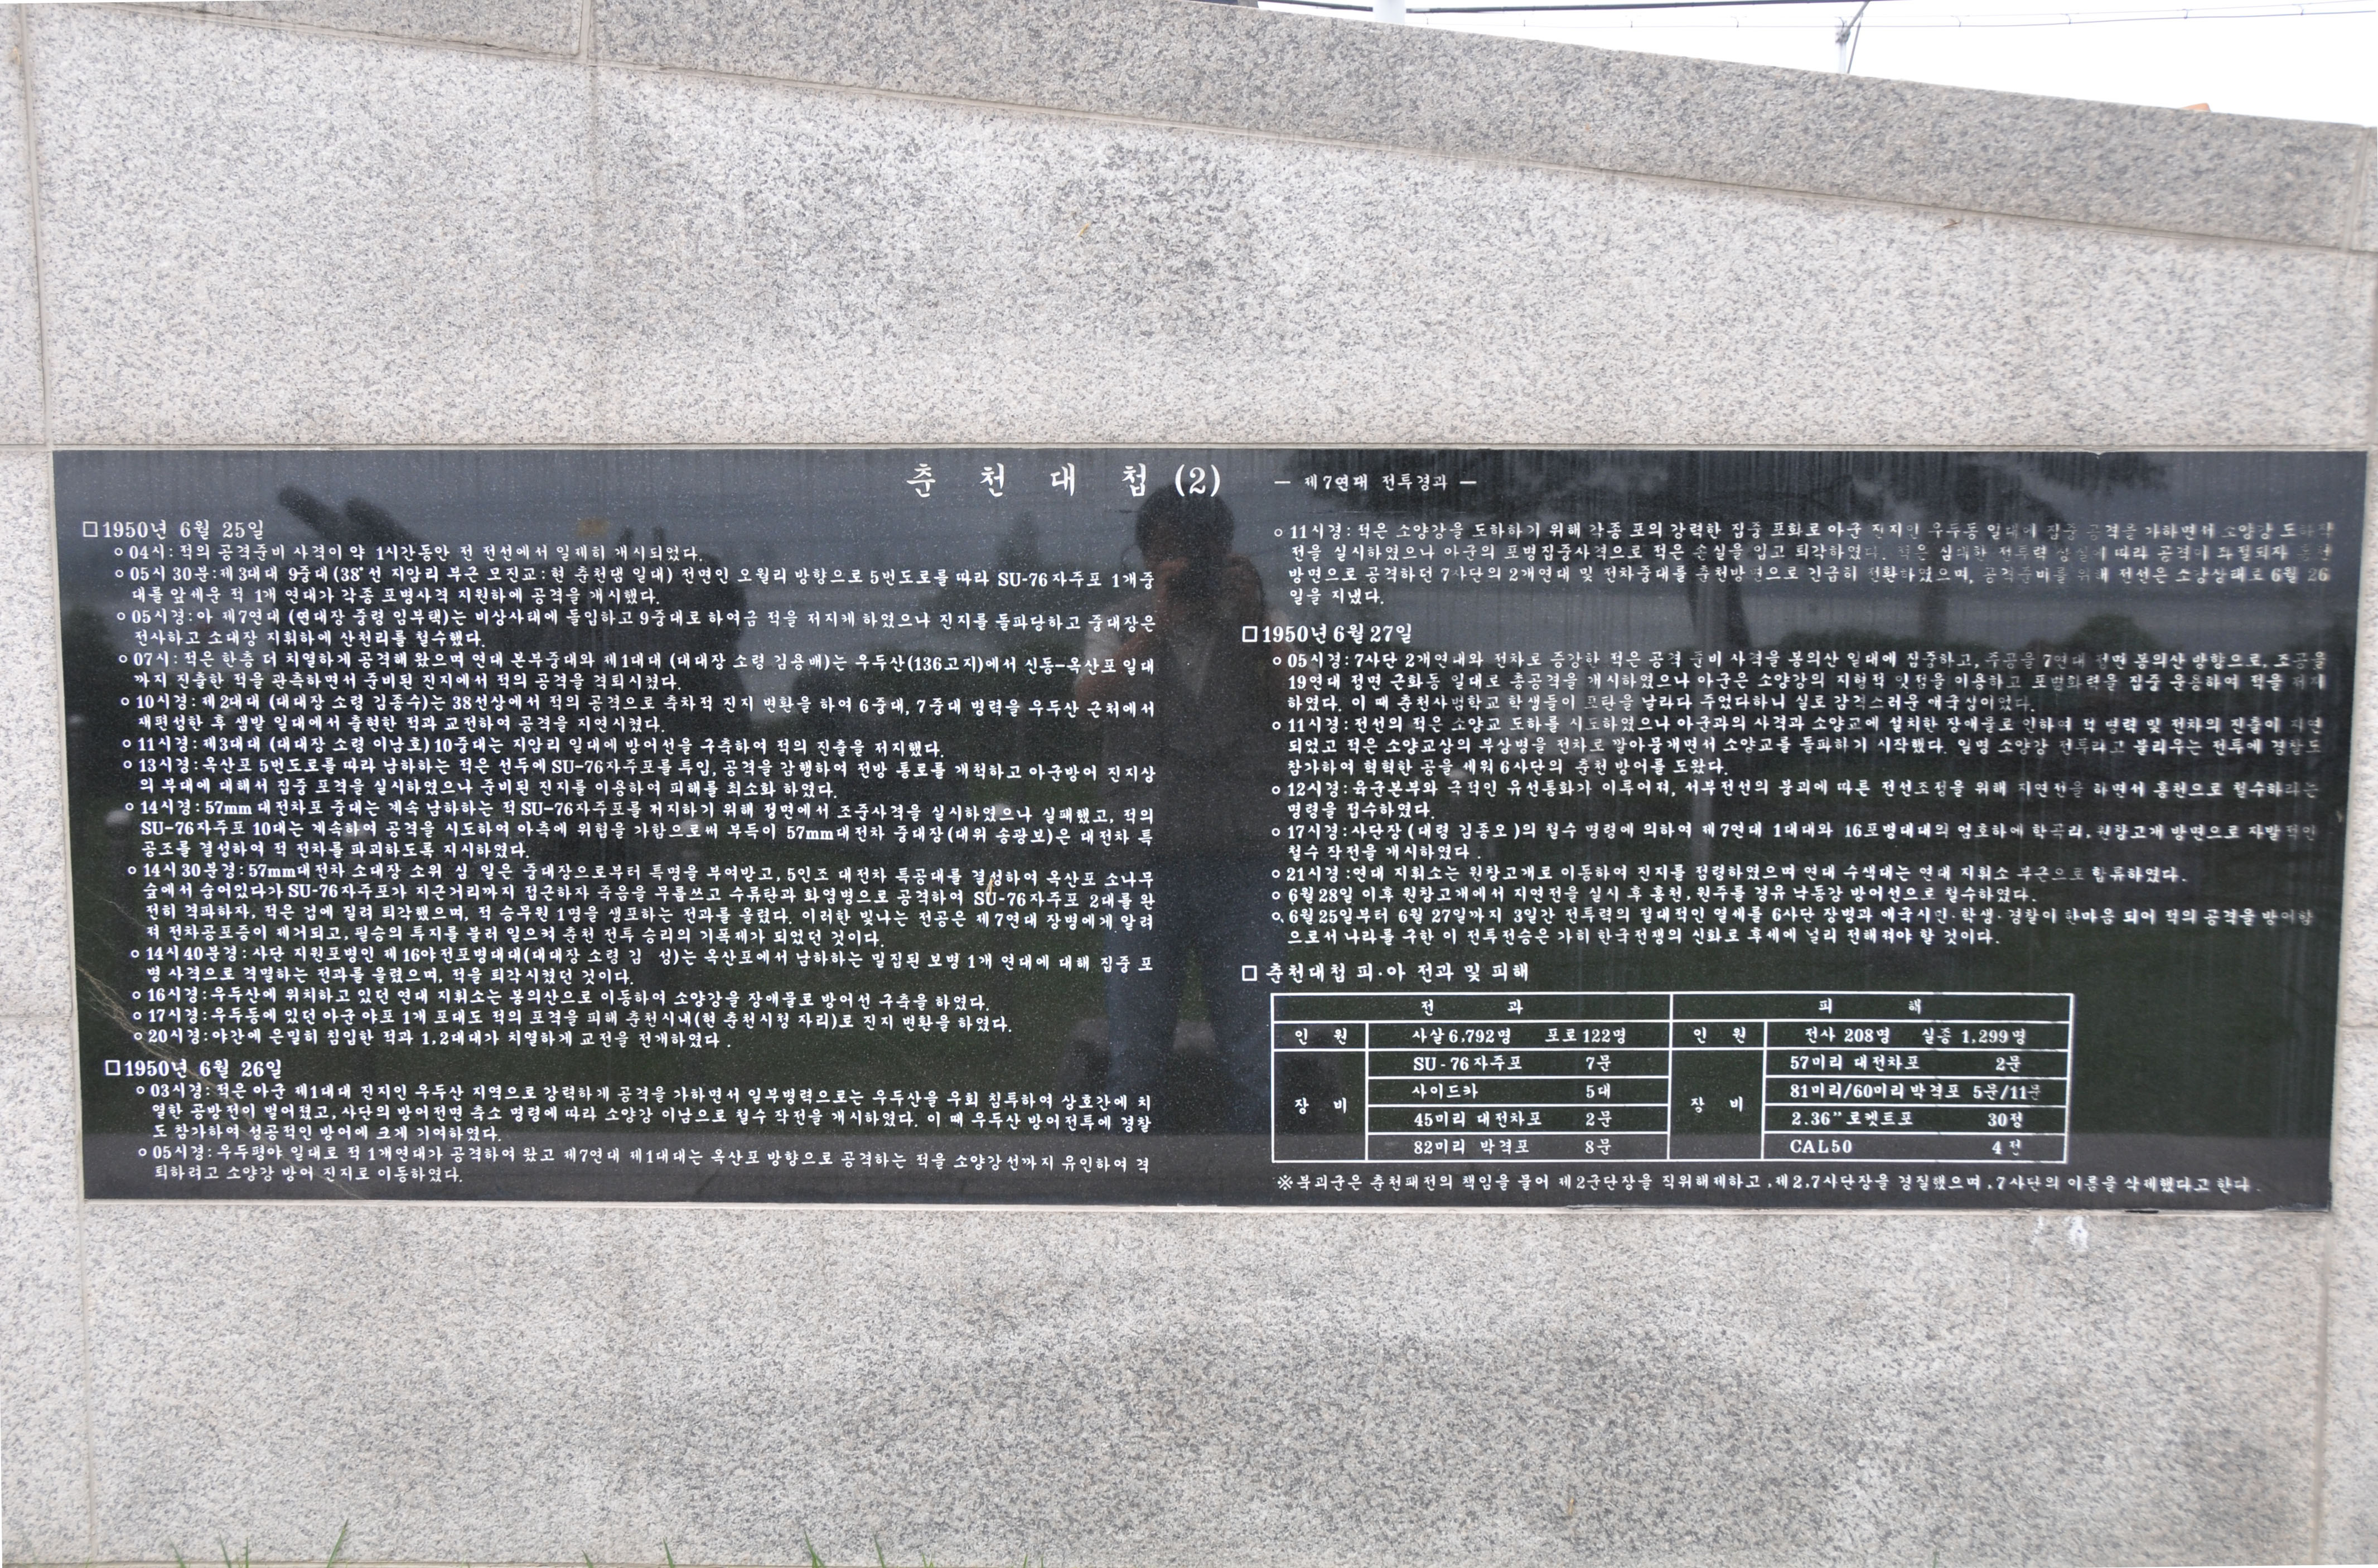 춘 천 대 첩 (2) — 제7연대 전투경과 —
□1950년 6월 25일
○04시:적의 공격준비 사격이 약 1시간동안 전 전선에서 일제히 개시되었다.
○05시 30분:제3대대 9중대(38°선 지암리 부근 모진교:현 춘천댐 일대) 전면인 오월리 방향으로 5번도로를 따라 SU-76자주포 1개중
대를 앞세운 적 1개 연대가 각종 포병사격 지원하에 공격을 개시했다.
○05시경:아 제7연대 (연대장 중령 임부택)는 비상사태에 돌입하고 9중대로 하여금 적을 저지케 하였으나 진지를 돌파당하고 중대장은
전사하고 소대장 지휘하에 산천리를 철수했다.
○07시:적은 한층 더 치열하게 공격해 왔으며 연대 본부중대와 제1대대 (대대장 소령 김용배)는 우두산(136고지)에서 신동-옥산포 일대
까지 진출한 적을 관측하면서 준비된 진지에서 적의 공격을 격퇴시켰다.
○10시경:제2대대 (대대장 소령 김종수)는 38선상에서 적의 공격으로 축차적 진지 변환을 하여 6중대, 7중대 병력을 우두산 근처에서
재편성한 후 샘밭 일대에서 출현한 적과 교전하여 공격을 지연시켰다.
○11시경:제3대대 (대대장 소령 이남호) 10중대는 지암리 일대에 방어선을 구축하여 적의 진출을 저지했다.
○13시경:옥산포 5번도로를 따라 남하하는 적은 선두에 SU-76자주포를 투입, 공격을 감행하여 전방 통로를 개척하고 아군방어 진지상
의 부대에 대해서 집중 포격을 실시하였으나 준비된 진지를 이용하여 피해를 최소화 하였다.
○14시경:57mm 대전차포 중대는 계속 남하하는 적 SU-76자주포를 저지하기 위해 정면에서 조준사격을 실시하였으나 실패했고, 적의
SU-76자주포 10대는 계속하여 공격을 시도하여 아측에 위협을 가함으로써 부득이 57mm대전차 중대장(대위 송광보)은 대전차 특
공조를 결성하여 적 전차를 파괴하도록 지시하였다.
○14시30분경:57mm대전차 소대장 소위 심 일은 중대장으로부터 특명을 부여받고, 5인조 대전차 특공대를 결성하여 옥산포 소나무
숲에서 숨어있다가 SU-76자주포가 지근거리까지 접근하자 죽음을 무릅쓰고 수류탄과 화염병으로 공격하여 SU-76자주포 2대를 완
전히 격파하자, 적은 겁에 질려 퇴각했으며, 적 승무원 1명을 생포하는 전과를 올렸다. 이러한 빛나는 전공은 제7연대 장병에게 알려
져 전차공포증이 제거되고, 필승의 투지를 불러 일으켜 춘천 전투 승리의 기폭제가 되었던 것이다.
○14시40분경:사단 지원포병인 제16야전포병대대(대대장 소령 김 성)는 옥산포에서 남하하는 밀집된 보병 1개 연대에 대해 집중 포
병 사격으로 격멸하는 전과를 올렸으며, 적을 퇴각시켰던 것이다.
○16시경:우두산에 위치하고 있던 연대 지휘소는 봉의산으로 이동하여 소양강을 장애물로 방어선 구축을 하였다.
○17시경:우두동에 있던 아군 야포 1개 포대도 적의 포격을 피해 춘천시내(현 춘천시청 자리)로 진지 변환을 하였다.
○20시경:야간에 은밀히 침입한 적과 1,2대대가 치열하게 교전을 전개하였다.
□1950년 6월 26일
○03시경:적은 아군 제1대대 진지인 우두산 지역으로 강력하게 공격을 가하면서 일부병력으로는 우두산을 우회 침투하여 상호간에 치
열한 공방전이 벌어졌고, 사단의 방어전면 축소 명령에 따라 소양강 이남으로 철수 작전을 개시하였다. 이 때 우두산 방어전투에 경찰
도 참가하여 성공적인 방어에 크게 기여하였다.
○05시경:우두평야 일대로 적 1개연대가 공격하여 왔고 제7연대 제1대대는 옥산포 방향으로 공격하는 적을 소양강선까지 유인하여 격
퇴하려고 소양강 방어 진지로 이동하였다.
○11시경:적은 소양강을 도하하기 위해 각종 포의 강력한 집중 포화로 아군 진지인 우두동 일대에 집중 공격을 가하면서 소양강 도하작
전을 실시하였으나 아군의 포병집중사격으로 적은 손실을 입고 퇴각하였다. 적은 심대한 전투력 상실에 따라 공격이 좌절되자
방면으로 공격하던 7사단의 2개연대 및 전차중대를 춘천방면으로 긴급히 전환하였으며, 공격준비를 위해 전선은 소강상태로 6월 26
일을 지냈다.
□1950년 6월 27일
○05시경:7사단 2개연대와 전차로 증강한 적은 공격 준비 사격을 봉의산 일대에 집중하고, 주공을 7연대 전면 봉의산 방향으로, 조공을
19연대 정면 근화동 일대로 총공격을 개시하였으나 아군은 소양강의 지형적 잇점을 이용하고 포병화력을 집중 운용하여 적을 저지
하였다. 이 때 춘천사범학교 학생들이 포탄을 날라다 주었다하니 실로 감격스러운 애국심이었다.
○11시경:전선의 적은 소양교 도하를 시도하였으나 아군과의 사격과 소양교에 설치한 장애물로 인하여 적 병력 및 전차의 진출이 지연
되었고 적은 소양교상의 부상병을 전차로 깔아뭉개면서 소양교를 돌파하기 시작했다. 일명 소양강 전투라고 불리우는 전투에 경찰도
참가하여 혁혁한 공을 세워 6사단의 춘천 방어를 도왔다.
○12시경:육군본부와 극적인 유선통화가 이루어져, 서부전선의 붕괴에 따른 전선조정을 위해 지연전을 하면서 홍천으로 철수하라는
명령을 접수하였다.
○17시경:사단장 (대령 김종오)의 철수 명령에 의하여 제7연대 1대대와 16포병대대의 엄호하에 학곡리, 원창고개 방면으로 자발적인
철수 작전을 개시하였다.
○21시경:연대 지휘소는 원창고개로 이동하여 진지를 점령하였으며 연대 수색대는 연대 지휘소 부근으로 합류하였다.
○6월28일 이후 원창고개에서 지연전을 실시 후 홍천, 원주를 경유 낙동강 방어선으로 철수하였다.
○6월25일부터 6월 27일까지 3일간 전투력의 절대적인 열세를 6사단 장병과 애국시민·학생·경찰이 한마음 되어 적의 공격을 방어함
으로서 나라를 구한 이 전투전승은 가히 한국전쟁의 신화로 후세에 널리 전해져야 할 것이다.
□ 춘천대첩 피·아 전과 및 피해
전 과 피 해
인 원 사살 6,792명 포로 122명 인 원 전사 208명 실종 1,299명
장 비 SU-76자주포 7문 장 비 57미리 대전차포 2문
사이드카 5대 81미리/60미리 박격포 5문/11문
45미리 대전차포 2문 2.36" 로켓트포 30정
82미리 박격포 8문 CAL50 4정
※북괴군은 춘천패전의 책임을 물어 제2군단장을 직위해제하고, 제2,7사단장을 경질했으며, 7사단의 이름을 삭제했다고 한다.